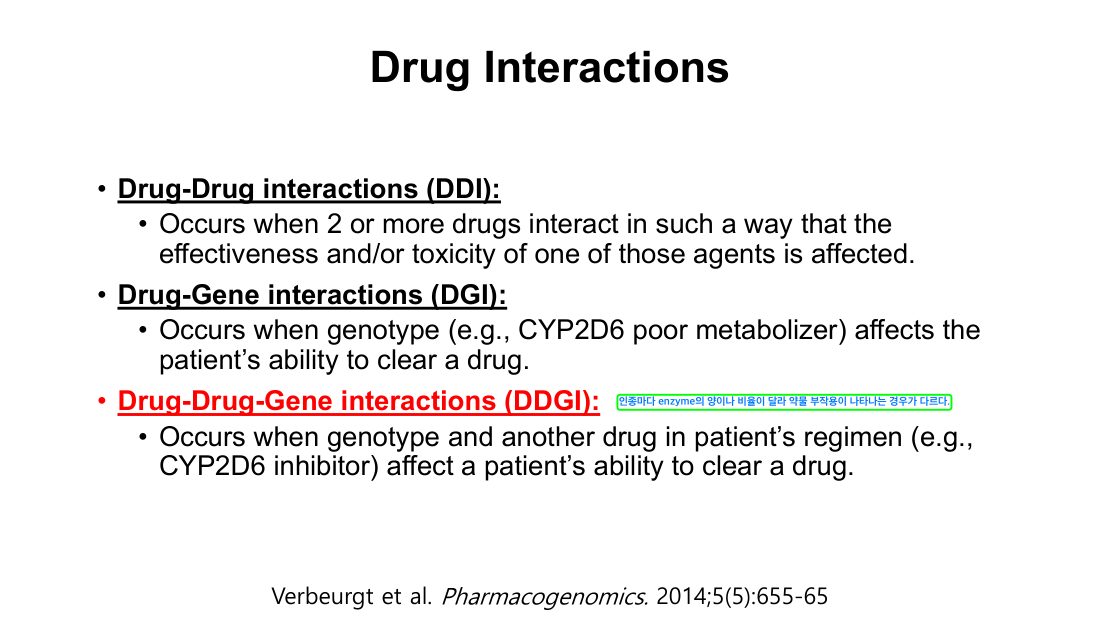 Drug Interactions
• Drug-Drug interactions (DDI):
• Occurs when 2 or more drugs interact in such a way that the
effectiveness and/or toxicity of one of those agents is affected.
• Drug-Gene interactions (DGI):
• Occurs when genotype (e.g., CYP2D6 poor metabolizer) affects the
patient’s ability to clear a drug.
• Drug-Drug-Gene interactions (DDGI): 인종마다 enzyme의 양이나 비율이 달라 약물 부작용이 나타나는 경우가 다르다.
• Occurs when genotype and another drug in patient’s regimen (e.g.,
CYP2D6 inhibitor) affect a patient’s ability to clear a drug.
Verbeurgt et al. Pharmacogenomics. 2014;5(5):655-65